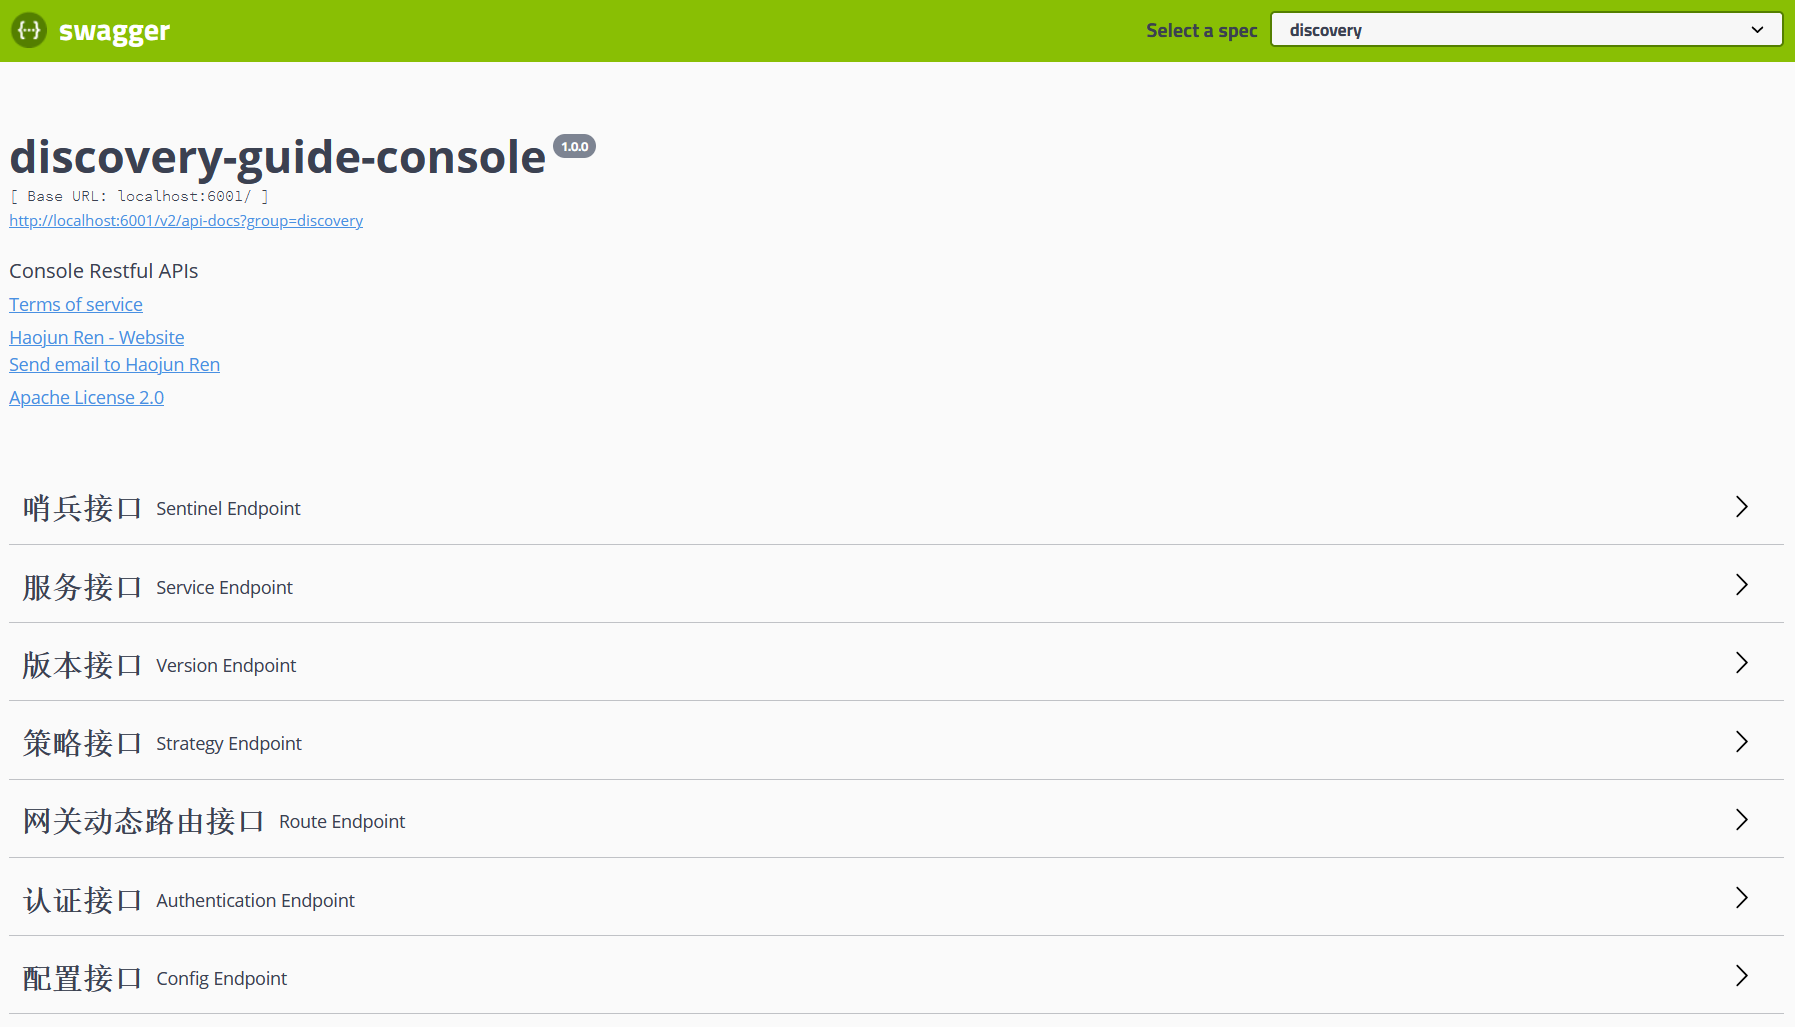 swagger
Select a spec discovery
discovery-guide-console 1.0.0
[ Base URL: localhost:6001/ ]
http://localhost:6001/v2/api-docs?group=discovery
Console Restful APIs
Terms of service
Haojun Ren - Website
Send email to Haojun Ren
Apache License 2.0
哨兵接口 Sentinel Endpoint
服务接口 Service Endpoint
版本接口 Version Endpoint
策略接口 Strategy Endpoint
网关动态路由接口 Route Endpoint
认证接口 Authentication Endpoint
配置接口 Config Endpoint